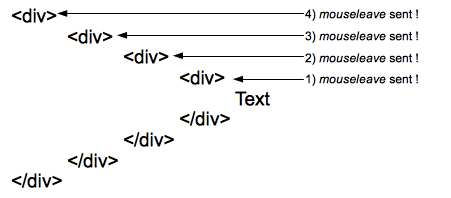 <div> 4) mouseleave sent !
<div> 3) mouseleave sent !
<div> 2) mouseleave sent !
<div> 1) mouseleave sent !
Text
</div>
</div>
</div>
</div>